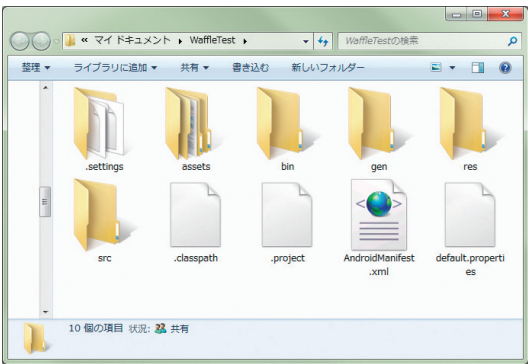 « マイ ドキュメント ▸ WaffleTest ▸
WaffleTestの検索
整理 ▾ ライブラリに追加 ▾ 共有 ▾ 書き込む 新しいフォルダー
.settings
assets
bin
gen
res
src
.classpath
.project
AndroidManifest
.xml
default.properti
es
10 個の項目 状況: 共有